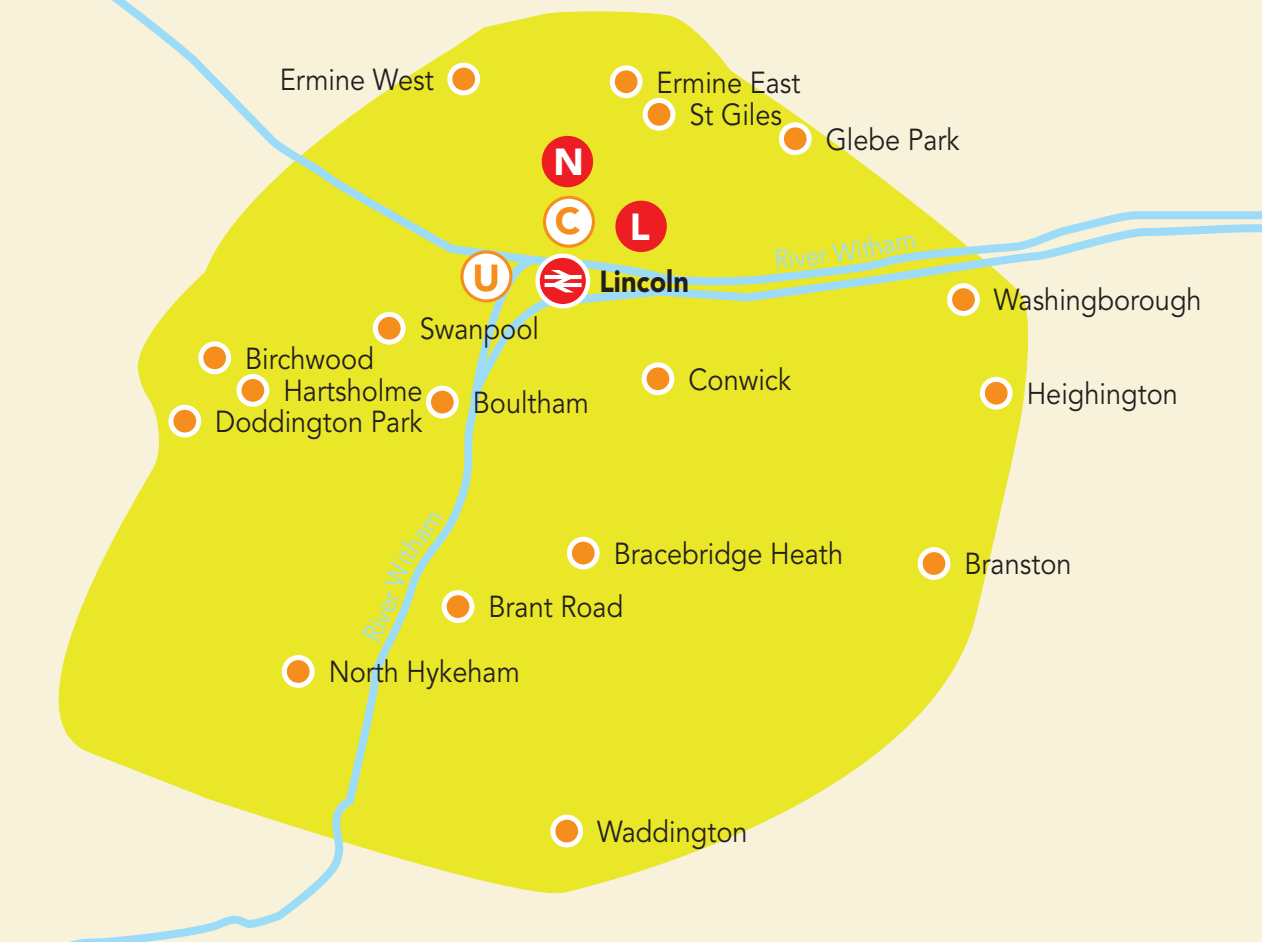 Ermine West
Ermine East
St Giles
Glebe Park
N
C
L
River Witham
U
Lincoln
Washingborough
Swanpool
Birchwood
Conwick
Hartsholme
Heighington
Boultham
Doddington Park
River Witham
Bracebridge Heath
Branston
Brant Road
North Hykeham
Waddington